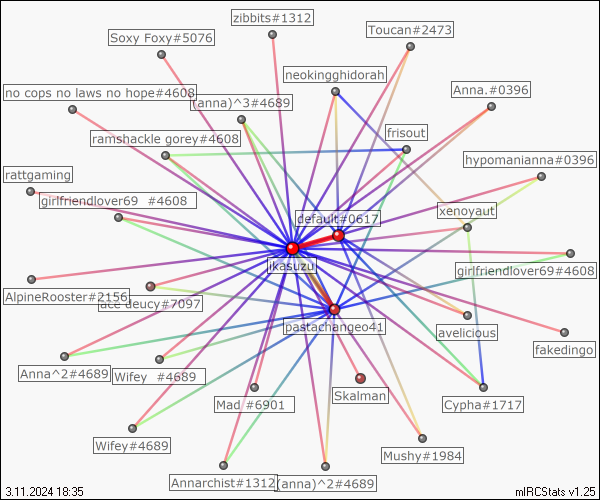 zibbits#1312
Toucan#2473
Soxy Foxy#5076
neokingghidorah
no cops no laws no hope#4608
Anna.#0396
(anna)^3#4689
frisout
ramshackle gorey#4608
hypomanianna#0396
rattgaming
girlfriendlover69 #4608
default#0617
xenoyaut
ikasuzu
girlfriendlover69#4608
AlpineRooster#2156
ace deucy#7097
pastachangeo41
avelicious
fakedingo
Anna^2#4689
Wifey #4689
Skalman
Mad #6901
Cypha#1717
Wifey#4689
Mushy#1984
Annarchist#1312
(anna)^2#4689
3.11.2024 18:35
mIRCStats v1.25